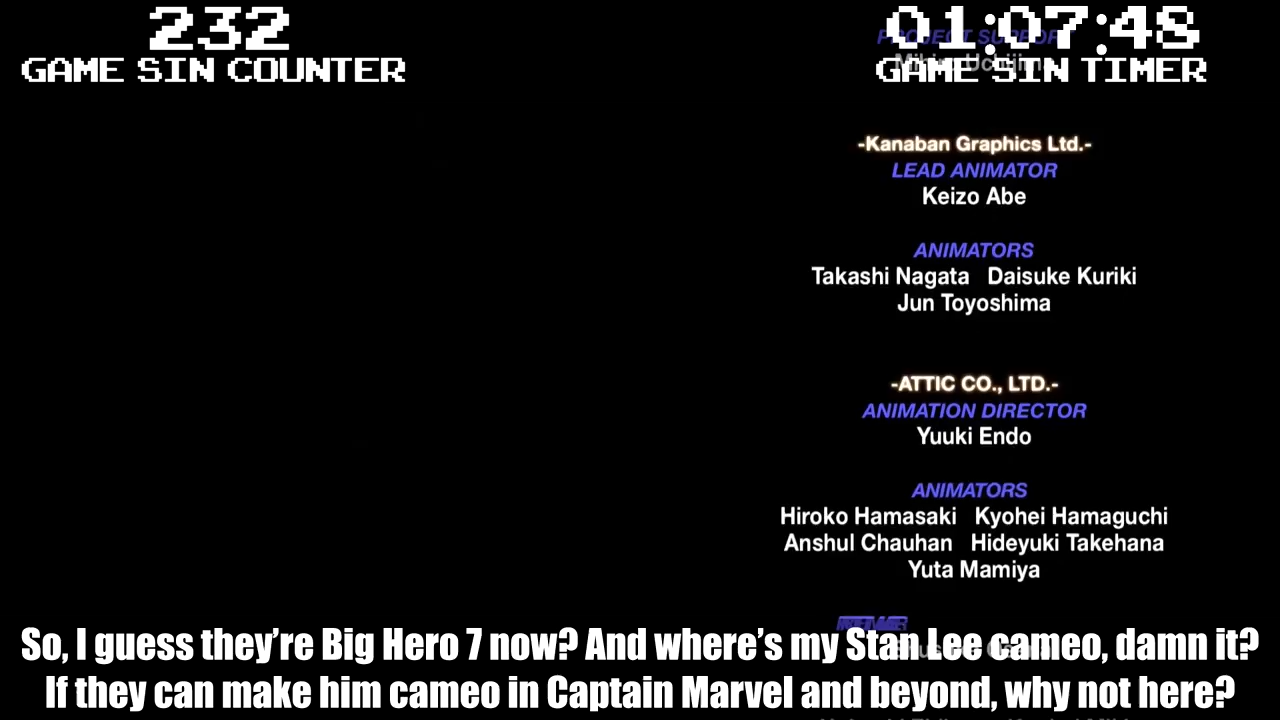 232
GAME SIN COUNTER
01:07:48
GAME SIN TIMER
-Kanaban Graphics Ltd.-
LEAD ANIMATOR
Keizo Abe
ANIMATORS
Takashi Nagata Daisuke Kuriki
Jun Toyoshima
-ATTIC CO., LTD.-
ANIMATION DIRECTOR
Yuuki Endo
ANIMATORS
Hiroko Hamasaki Kyohei Hamaguchi
Anshul Chauhan Hideyuki Takehana
Yuta Mamiya
So, I guess they're Big Hero 7 now? And where's my Stan Lee cameo, damn it?
If they can make him cameo in Captain Marvel and beyond, why not here?